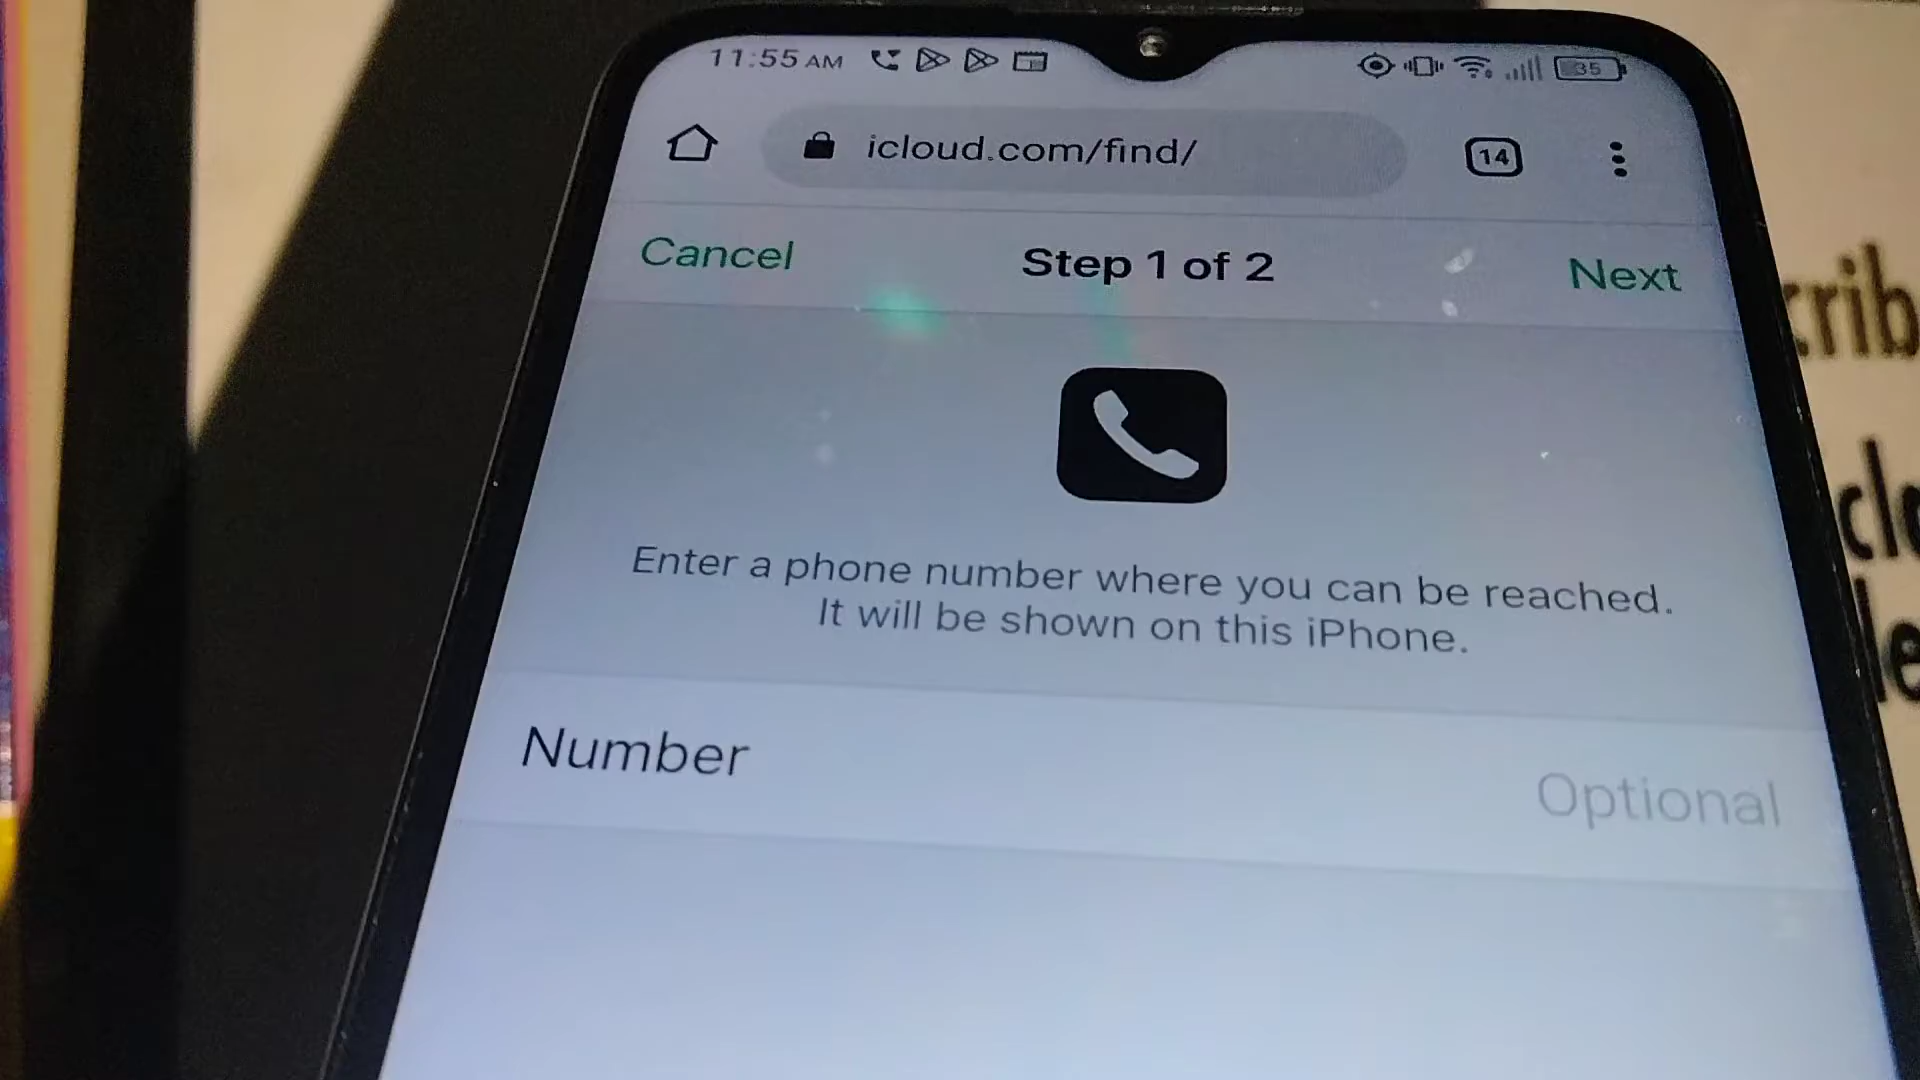 11:55 AM
35
icloud.com/find/
14
Cancel
Step 1 of 2
Next
Enter a phone number where you can be reached.
It will be shown on this iPhone.
Number
Optional
crib
clo
le